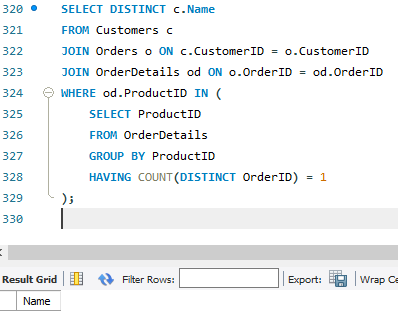 320 SELECT DISTINCT c.Name
321 FROM Customers c
322 JOIN Orders o ON c.CustomerID = o.CustomerID
323 JOIN OrderDetails od ON o.OrderID = od.OrderID
324 WHERE od.ProductID IN (
325 SELECT ProductID
326 FROM OrderDetails
327 GROUP BY ProductID
328 HAVING COUNT(DISTINCT OrderID) = 1
329 );
330
Result Grid Filter Rows: Export: Wrap Ce
Name